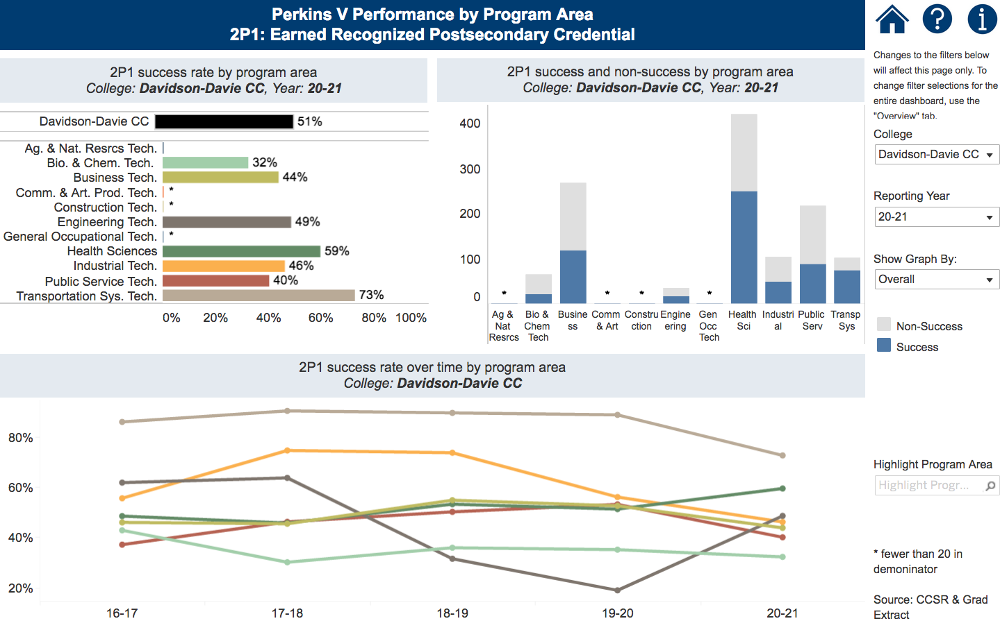 Perkins V Performance by Program Area
2P1: Earned Recognized Postsecondary Credential
2P1 success rate by program area
College: Davidson-Davie CC, Year: 20-21
Davidson-Davie CC 51%
Ag. & Nat. Resrcs Tech.
Bio. & Chem. Tech. 32%
Business Tech. 44%
Comm. & Art. Prod. Tech. *
Construction Tech. *
Engineering Tech. 49%
General Occupational Tech. *
Health Sciences 59%
Industrial Tech. 46%
Public Service Tech. 40%
Transportation Sys. Tech. 73%
0% 20% 40% 60% 80% 100%
2P1 success and non-success by program area
College: Davidson-Davie CC, Year: 20-21
400
300
200
100
0
* * * *
Ag & Nat Resrcs
Bio & Chem Tech
Busine ss
Comm & Art
Constru ction
Engine ering
Gen Occ Tech
Health Sci
Industri al
Public Serv
Transp Sys
2P1 success rate over time by program area
College: Davidson-Davie CC
80%
60%
40%
20%
16-17 17-18 18-19 19-20 20-21
?
i
Changes to the filters below
will affect this page only. To
change filter selections for the
entire dashboard, use the
"Overview" tab.
College
Davidson-Davie CC
Reporting Year
20-21
Show Graph By:
Overall
Non-Success
Success
Highlight Program Area
Highlight Progr...
* fewer than 20 in
demoninator
Source: CCSR & Grad
Extract